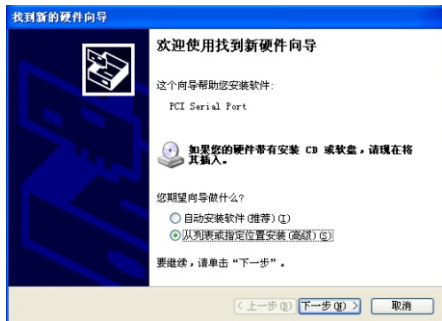 找到新的硬件向导
欢迎使用找到新硬件向导
这个向导帮助您安装软件:
PCI Serial Port
如果您的硬件带有安装 CD 或软盘，请现在将
其插入。
您期望向导做什么?
自动安装软件(推荐)(I)
从列表或指定位置安装(高级)(S)
要继续，请单击“下一步”。
< 上一步(B) 下一步(N) > 取消